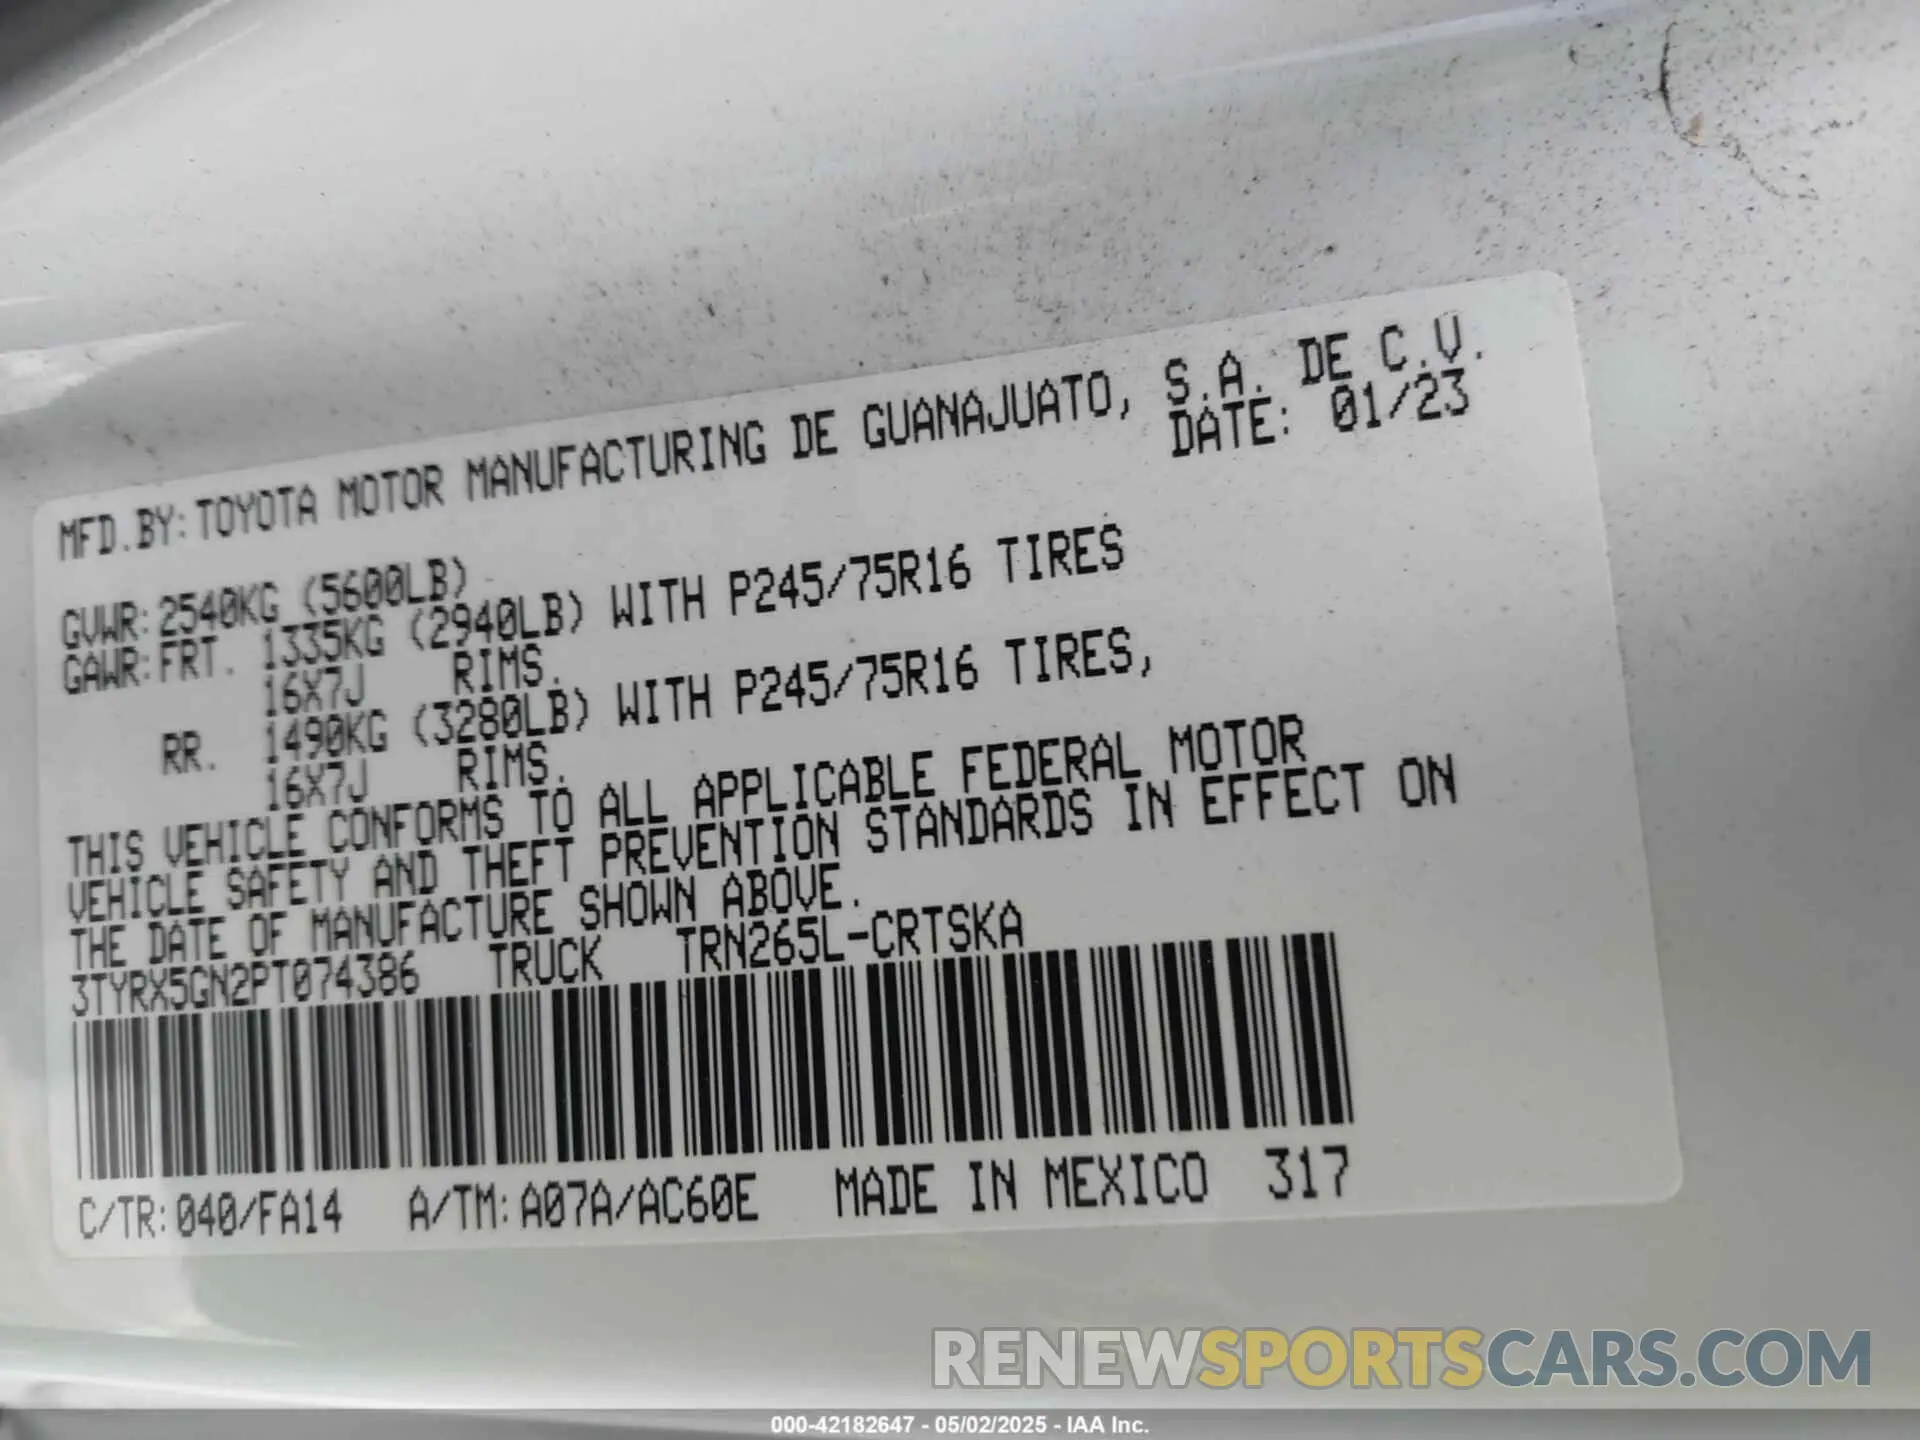 MFD.BY:TOYOTA MOTOR MANUFACTURING DE GUANAJUATO, S.A. DE C.V.
DATE: 01/23
GVWR:2540KG (5600LB)
GAWR:FRT. 1335KG (2940LB) WITH P245/75R16 TIRES
16X7J RIMS.
RR. 1490KG (3280LB) WITH P245/75R16 TIRES,
16X7J RIMS.
THIS VEHICLE CONFORMS TO ALL APPLICABLE FEDERAL MOTOR
VEHICLE SAFETY AND THEFT PREVENTION STANDARDS IN EFFECT ON
THE DATE OF MANUFACTURE SHOWN ABOVE.
3TYRX5GN2PT074386 TRUCK TRN265L-CRTSKA
C/TR:040/FA14 A/TM:A07A/AC60E MADE IN MEXICO 317
RENEWSPORTSCARS.COM
000-42182647 - 05/02/2025 - IAA Inc.